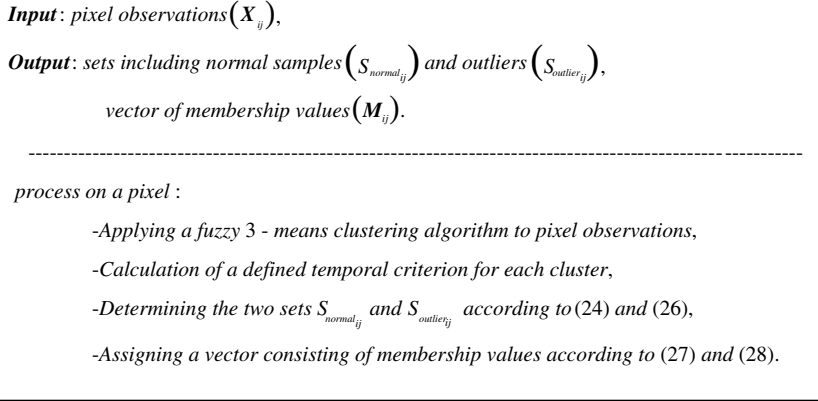 Input: pixel observations(X_ij),
Output: sets including normal samples(S_normal_ij) and outliers(S_outlier_ij),
vector of membership values(M_ij).
--------------------------------------------------------------------------------------------------------------
process on a pixel :
-Applying a fuzzy 3 - means clustering algorithm to pixel observations,
-Calculation of a defined temporal criterion for each cluster,
-Determining the two sets S_normal_ij and S_outlier_ij according to (24) and (26),
-Assigning a vector consisting of membership values according to (27) and (28).